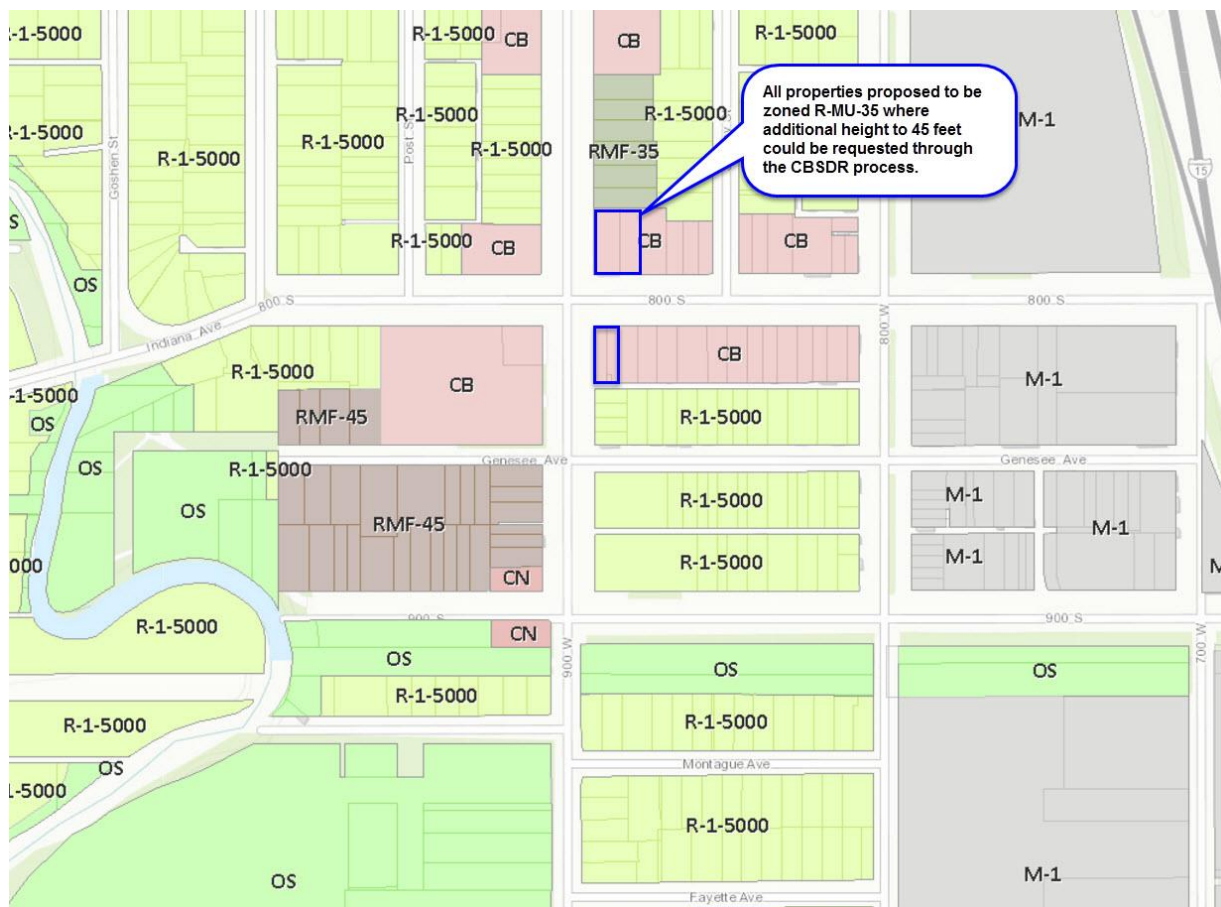 R-1-5000
R-1-5000
CB
CB
R-1-5000
:-1-5000
R-1-5000
R-1-5000
R-1-5000
R-1-5000
R-1-5000
RMF-35
All properties proposed to be
zoned R-MU-35 where
additional height to 45 feet
could be requested through
the CBSDR process.
M-1
15
Goshen St
Post St
S
OS
R-1-5000
CB
CB
CB
800 S
800 S
800 S
Indiana Ave
800 W
R-1-5000
CB
CB
M-1
-1-5000
OS
RMF-45
R-1-5000
Genesee Ave
Genesee Ave
OS
R-1-5000
OS
RMF-45
R-1-5000
M-1
M-1
000
R-1-5000
M-1
M
CN
900 S
900 S
R-1-5000
CN
900 W
700 W
OS
OS
OS
R-1-5000
R-1-5000
R-1-5000
OS
Montague Ave
L-5000
R-1-5000
OS
M-1
Fayette Ave